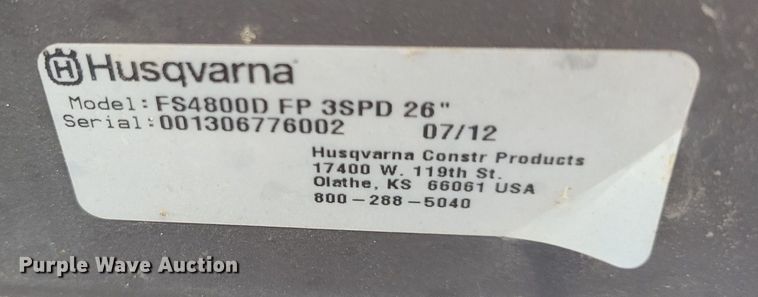 H Husqvarna
Model: FS4800D FP 3SPD 26"
Serial: 001306776002 07/12
Husqvarna Constr Products
17400 W. 119th St.
Olathe, KS 66061 USA
800-288-5040
Purple Wave Auction